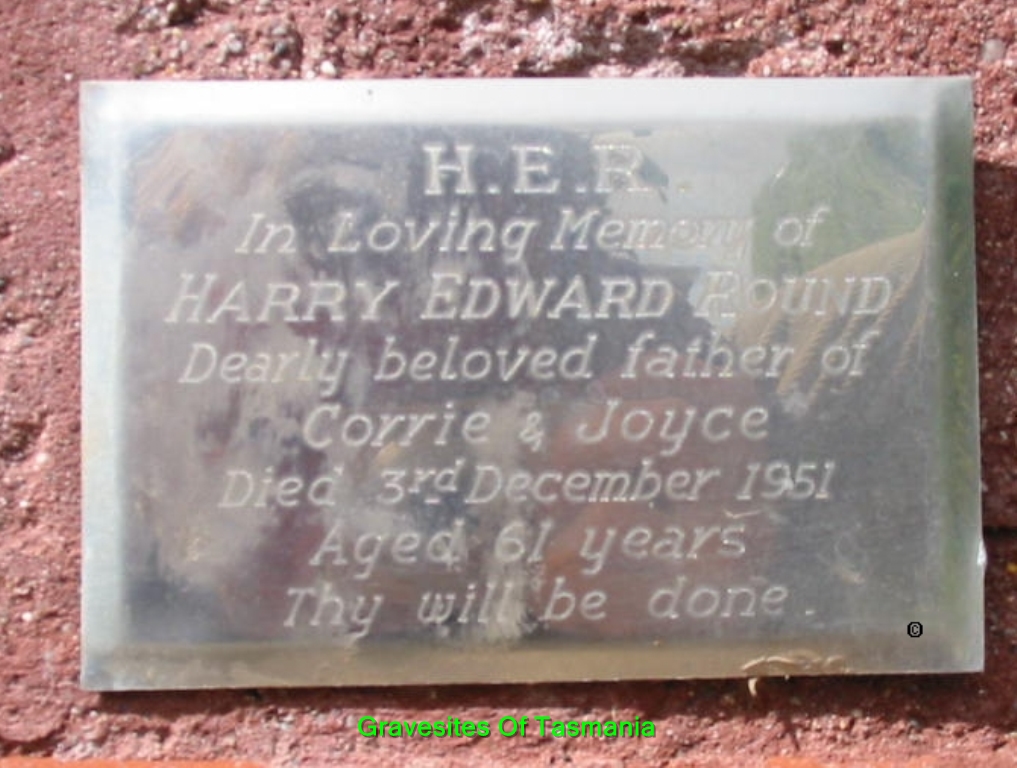 H.E.R.
In Loving Memory of
HARRY EDWARD ROUND
Dearly beloved father of
Corrie & Joyce
Died 3rd December 1951
Aged 61 years
Thy will be done.
©
Gravesites Of Tasmania